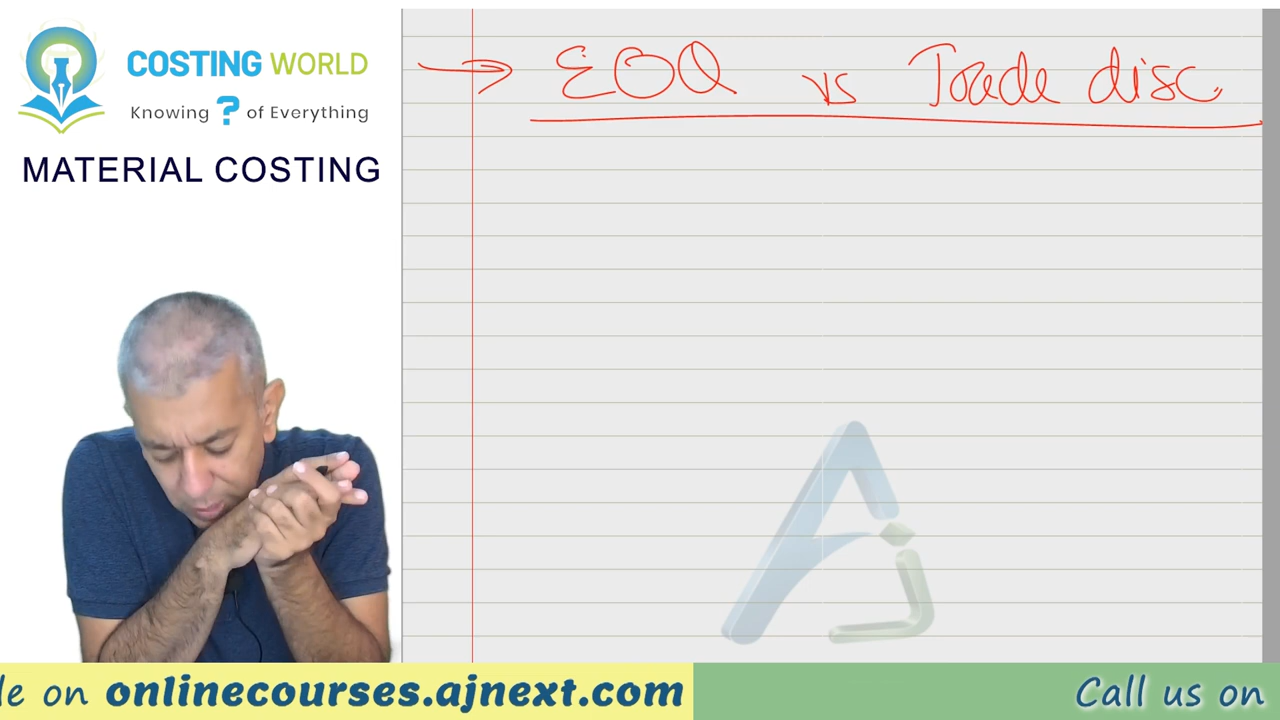 COSTING WORLD
Knowing ? of Everything
MATERIAL COSTING
→ EOQ vs Trade disc.
le on onlinecourses.ajnext.com
Call us on